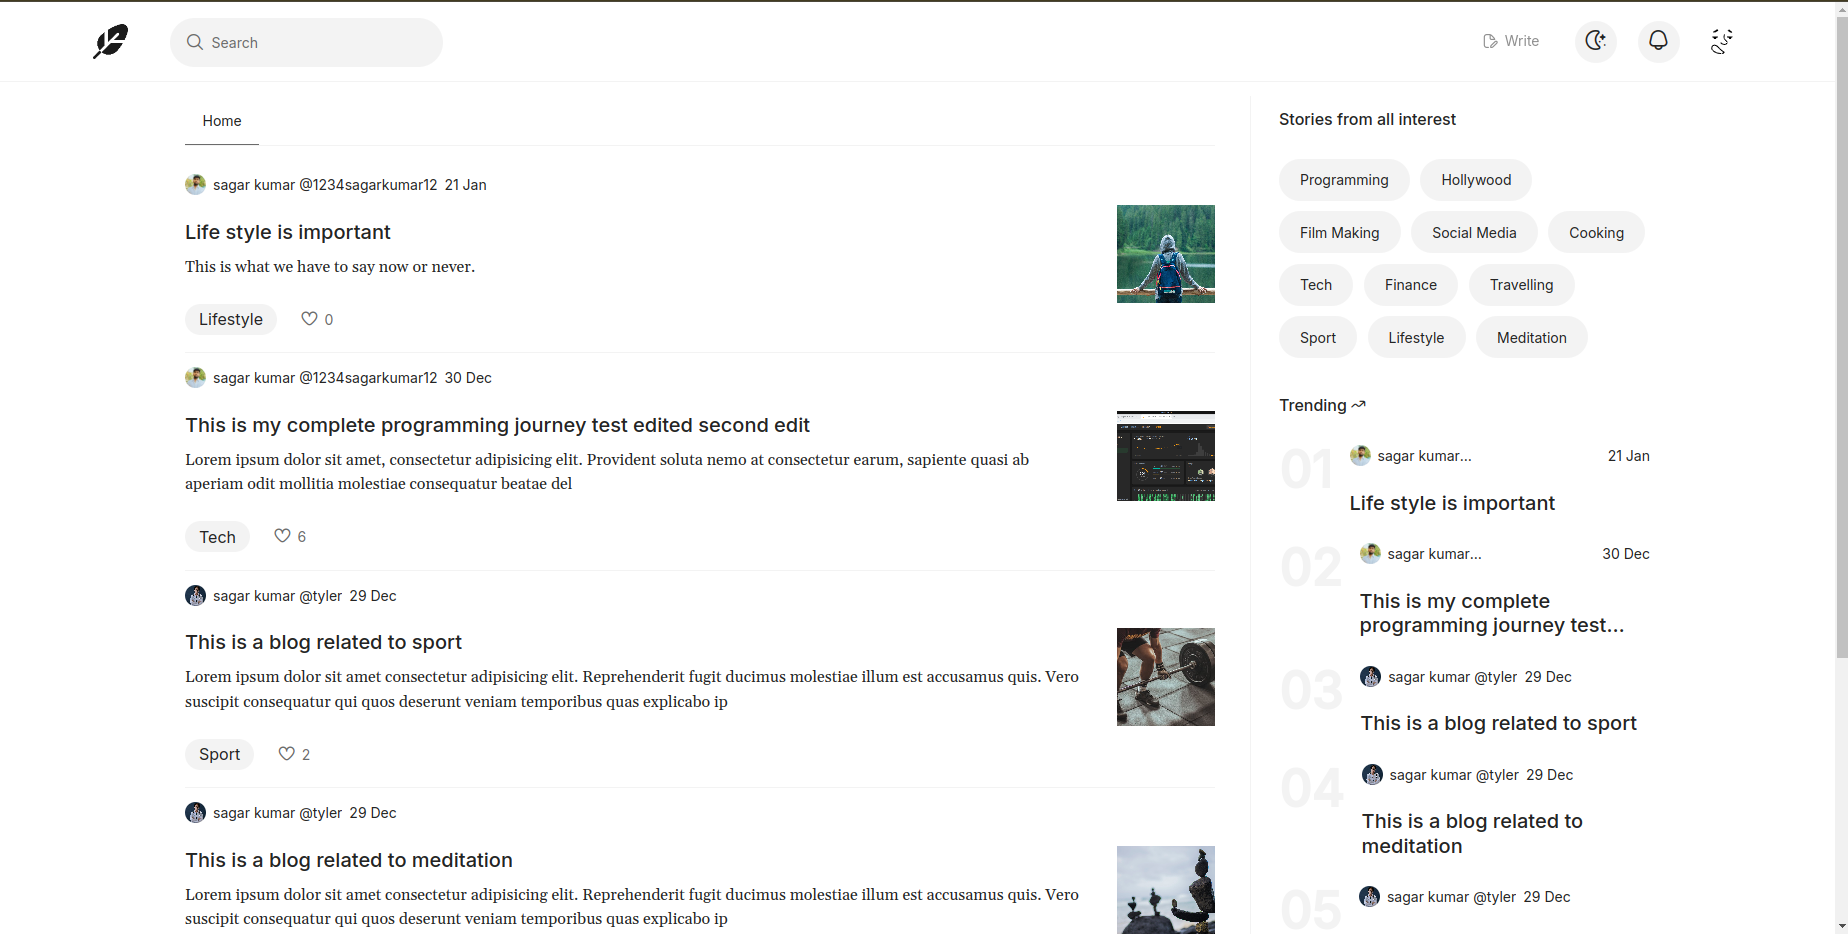 Search
Write
Home
sagar kumar @1234sagarkumar12 21 Jan
Life style is important
This is what we have to say now or never.
Lifestyle 0
sagar kumar @1234sagarkumar12 30 Dec
This is my complete programming journey test edited second edit
Lorem ipsum dolor sit amet, consectetur adipisicing elit. Provident soluta nemo at consectetur earum, sapiente quasi ab
aperiam odit mollitia molestiae consequatur beatae del
Tech 6
sagar kumar @tyler 29 Dec
This is a blog related to sport
Lorem ipsum dolor sit amet consectetur adipisicing elit. Reprehenderit fugit ducimus molestiae illum est accusamus quis. Vero
suscipit consequatur qui quos deserunt veniam temporibus quas explicabo ip
Sport 2
sagar kumar @tyler 29 Dec
This is a blog related to meditation
Lorem ipsum dolor sit amet consectetur adipisicing elit. Reprehenderit fugit ducimus molestiae illum est accusamus quis. Vero
suscipit consequatur qui quos deserunt veniam temporibus quas explicabo ip
Stories from all interest
Programming Hollywood
Film Making Social Media Cooking
Tech Finance Travelling
Sport Lifestyle Meditation
Trending
01 sagar kumar... 21 Jan
Life style is important
02 sagar kumar... 30 Dec
This is my complete
programming journey test...
03 sagar kumar @tyler 29 Dec
This is a blog related to sport
04 sagar kumar @tyler 29 Dec
This is a blog related to
meditation
05 sagar kumar @tyler 29 Dec